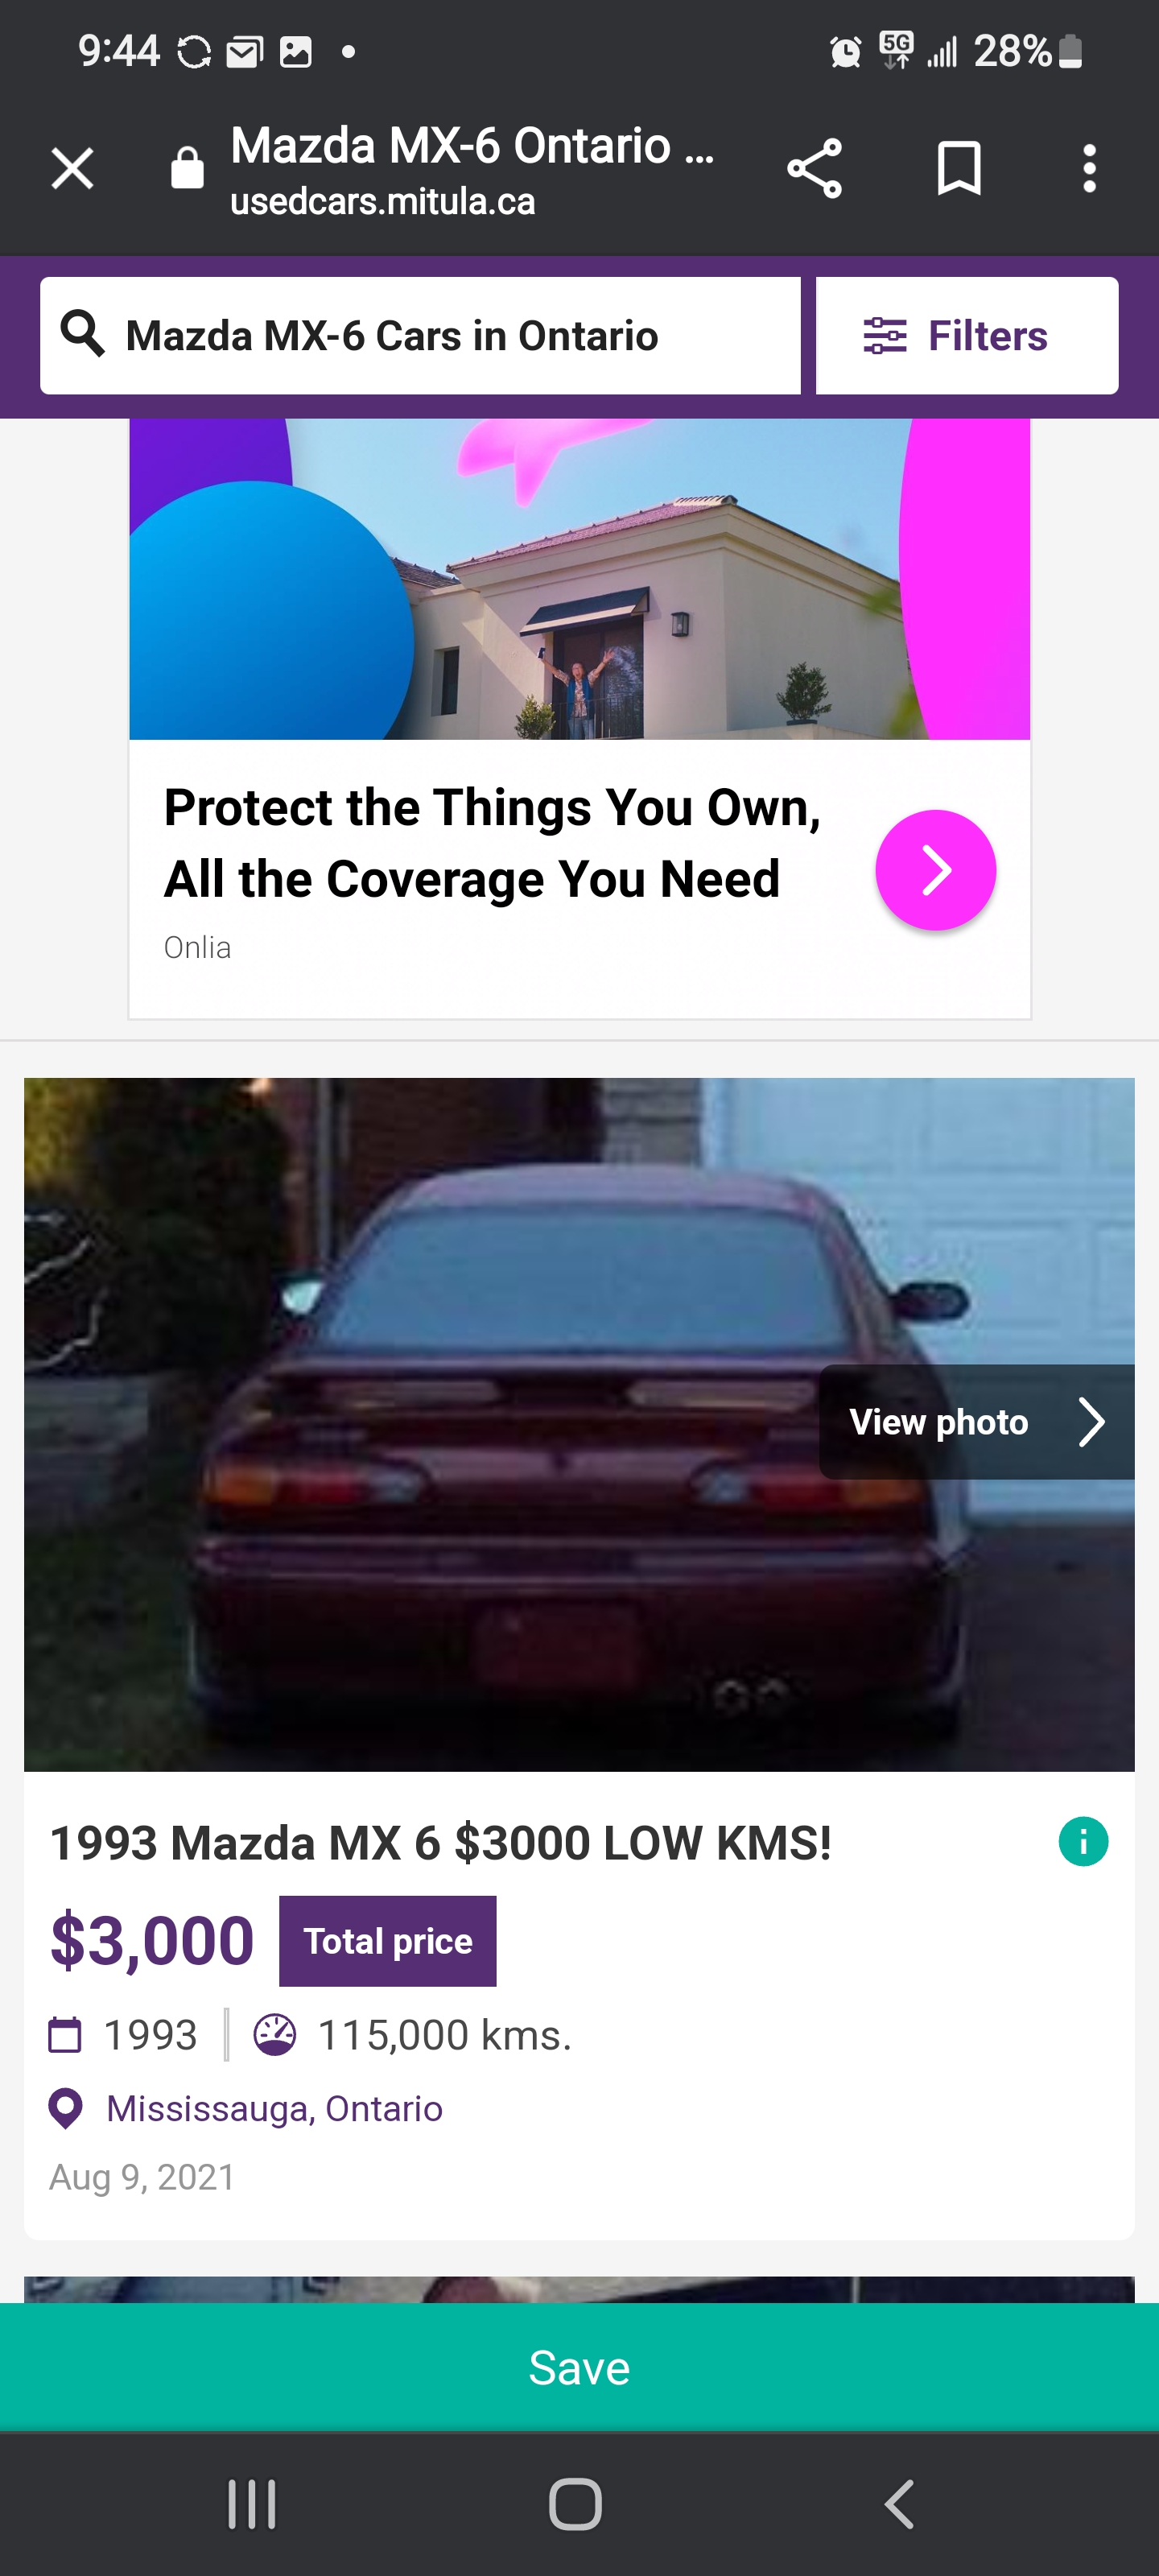 9:44
5G
28%
Mazda MX-6 Ontario ...
usedcars.mitula.ca
Mazda MX-6 Cars in Ontario
Filters
Protect the Things You Own,
All the Coverage You Need
Onlia
View photo
1993 Mazda MX 6 $3000 LOW KMS!
$3,000 Total price
1993 115,000 kms.
Mississauga, Ontario
Aug 9, 2021
Save